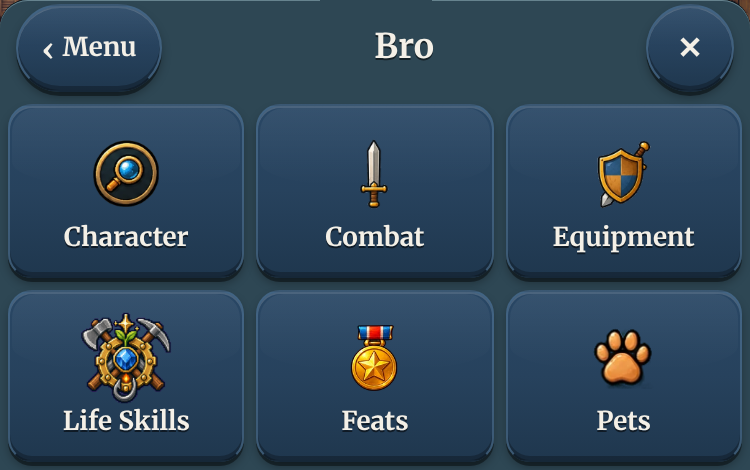 ‹ Menu
Bro
✕
Character
Combat
Equipment
Life Skills
Feats
Pets